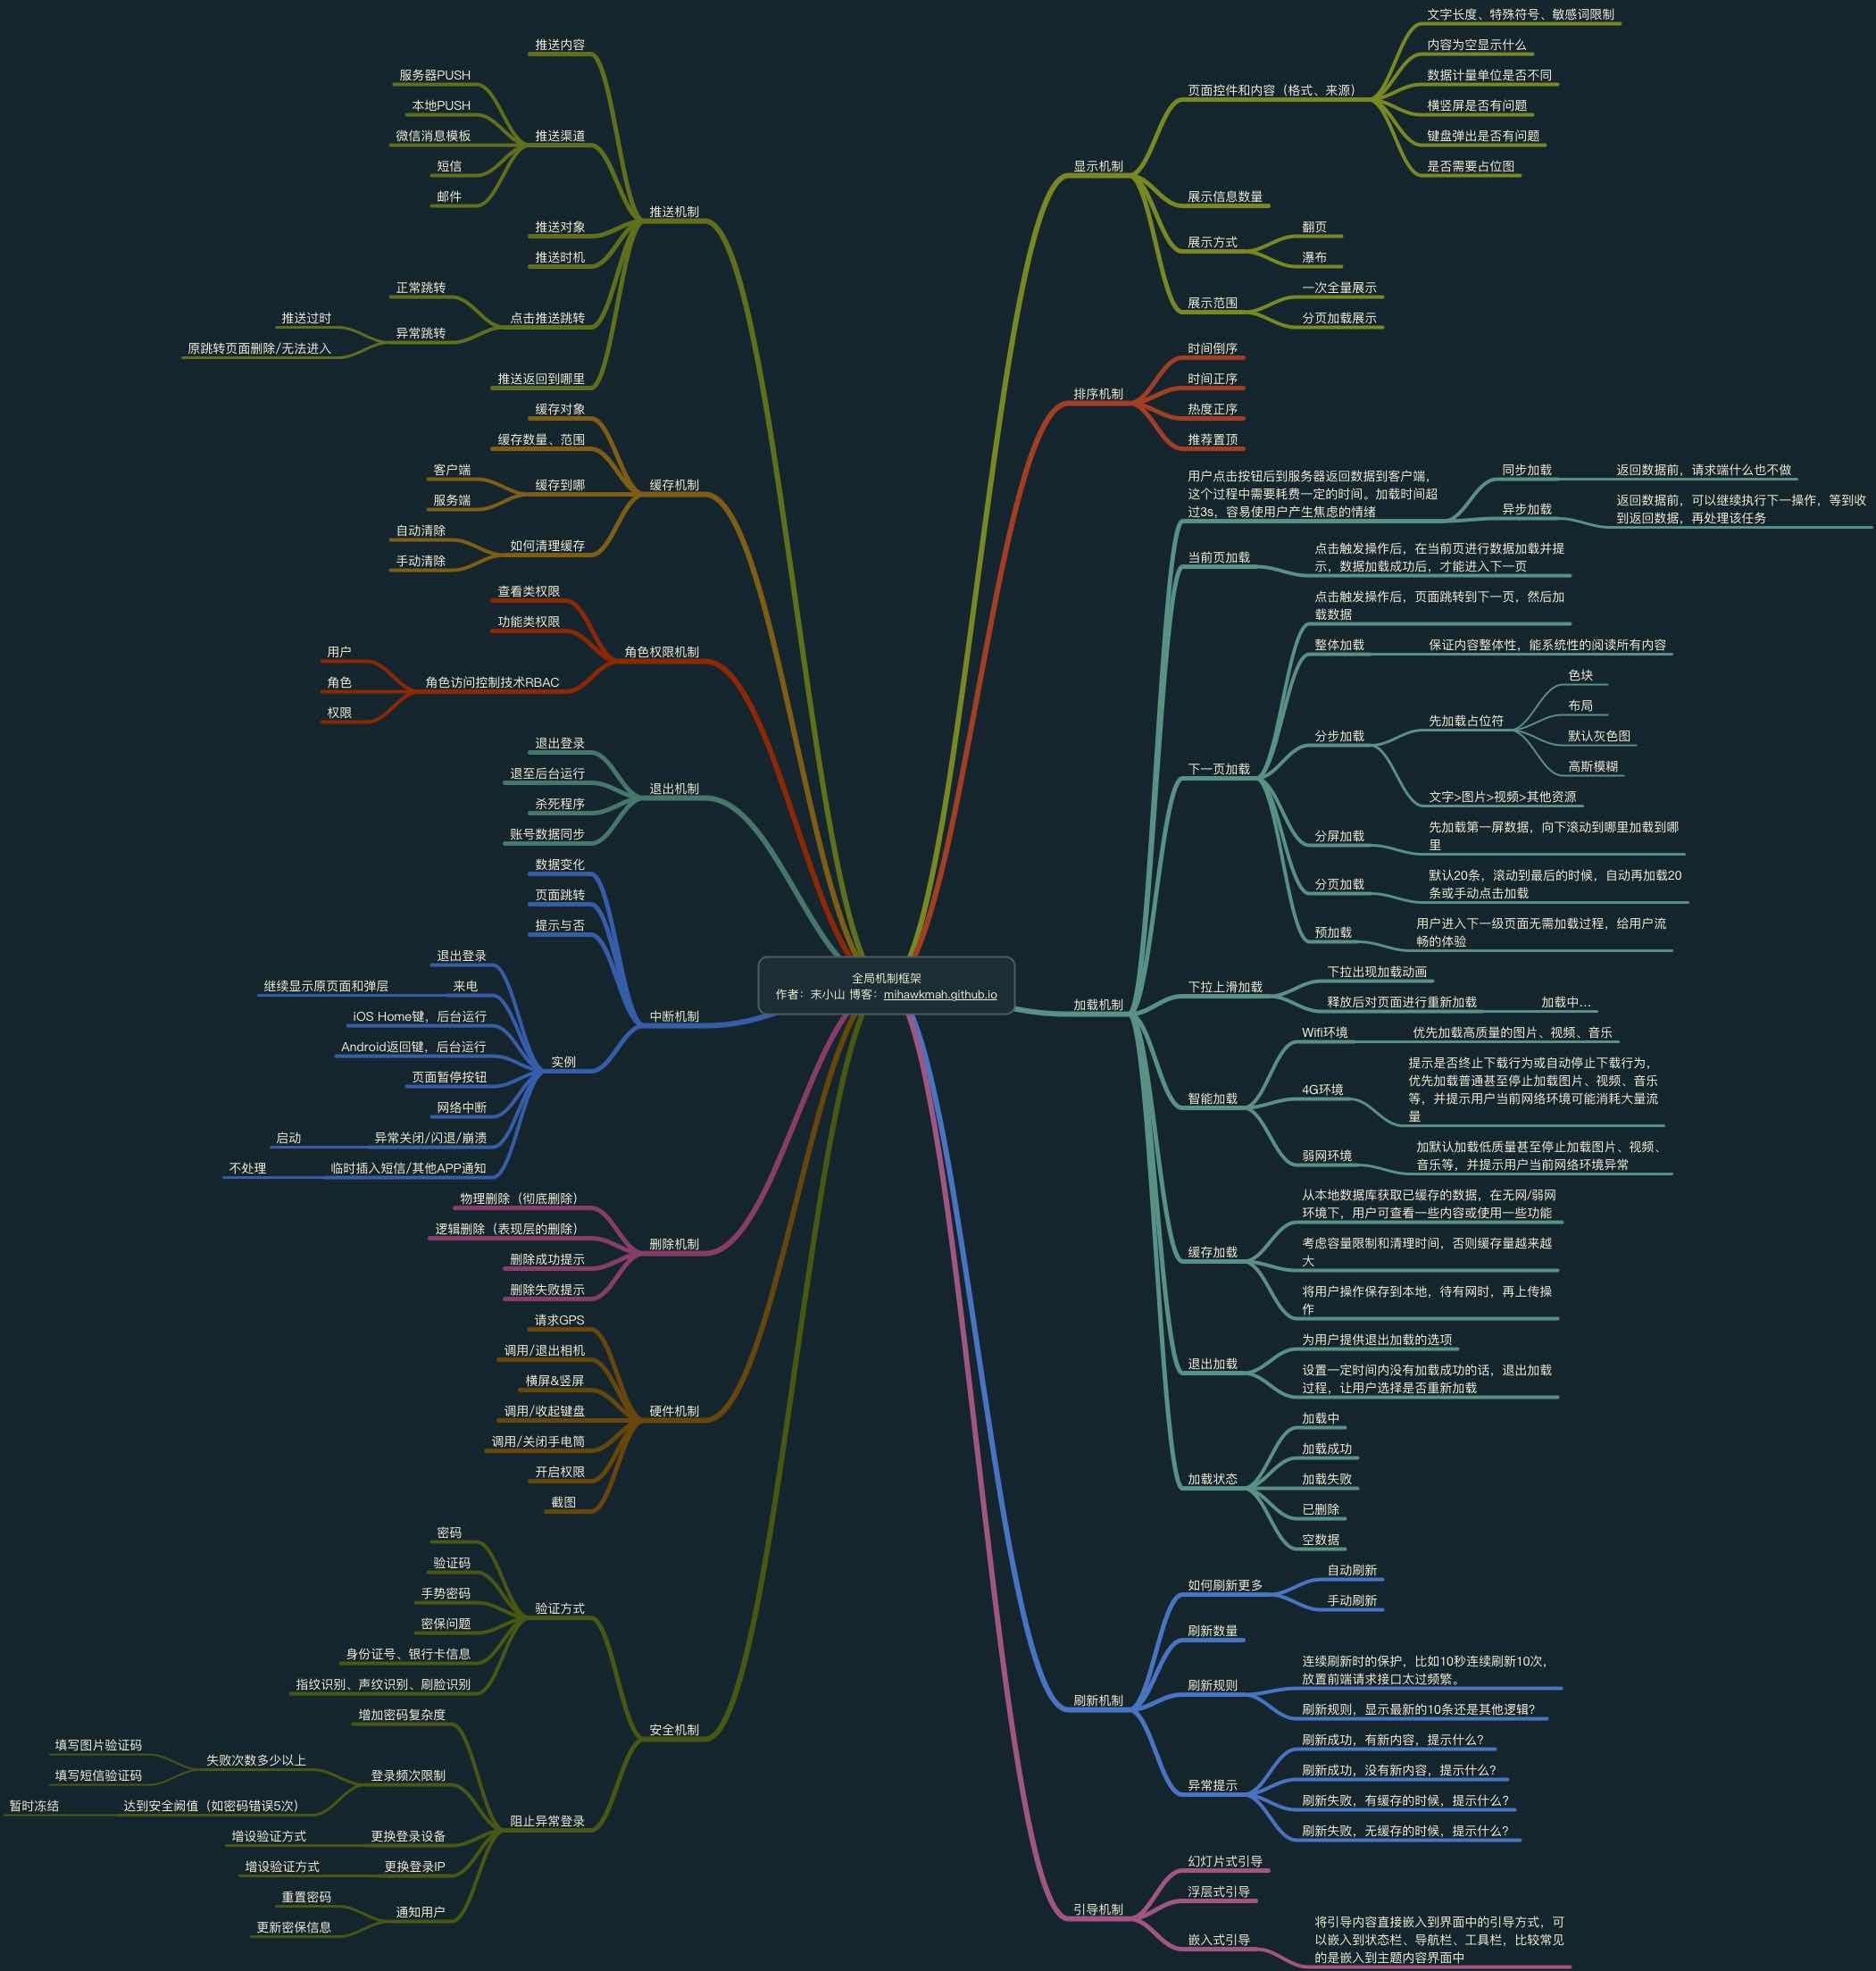 全局机制框架
作者：末小山 博客：mihawkmah.github.io
显示机制
页面控件和内容（格式、来源）
文字长度、特殊符号、敏感词限制
内容为空显示什么
数据计量单位是否不同
横竖屏是否有问题
键盘弹出是否有问题
是否需要占位图
展示信息数量
展示方式
翻页
瀑布
展示范围
一次全量展示
分页加载展示
排序机制
时间倒序
时间正序
热度正序
推荐置顶
加载机制
用户点击按钮后到服务器返回数据到客户端，
这个过程中需要耗费一定的时间。加载时间超
过3s，容易使用户产生焦虑的情绪
同步加载
返回数据前，请求端什么也不做
异步加载
返回数据前，可以继续执行下一操作，等到收
到返回数据，再处理该任务
当前页加载
点击触发操作后，在当前页进行数据加载并提
示，数据加载成功后，才能进入下一页
下一页加载
点击触发操作后，页面跳转到下一页，然后加
载数据
整体加载
保证内容整体性，能系统性的阅读所有内容
分步加载
先加载占位符
色块
布局
默认灰色图
高斯模糊
文字>图片>视频>其他资源
分屏加载
先加载第一屏数据，向下滚动到哪里加载到哪
里
分页加载
默认20条，滚动到最后的时候，自动再加载20
条或手动点击加载
预加载
用户进入下一级页面无需加载过程，给用户流
畅的体验
下拉上滑加载
下拉出现加载动画
释放后对页面进行重新加载
加载中...
智能加载
Wifi环境
优先加载高质量的图片、视频、音乐
4G环境
提示是否终止下载行为或自动停止下载行为，
优先加载普通甚至停止加载图片、视频、音乐
等，并提示用户当前网络环境可能消耗大量流
量
弱网环境
加默认加载低质量甚至停止加载图片、视频、
音乐等，并提示用户当前网络环境异常
缓存加载
从本地数据库获取已缓存的数据，在无网/弱网
环境下，用户可查看一些内容或使用一些功能
考虑容量限制和清理时间，否则缓存量越来越
大
将用户操作保存到本地，待有网时，再上传操
作
退出加载
为用户提供退出加载的选项
设置一定时间内没有加载成功的话，退出加载
过程，让用户选择是否重新加载
加载状态
加载中
加载成功
加载失败
已删除
空数据
刷新机制
如何刷新更多
自动刷新
手动刷新
刷新数量
刷新规则
连续刷新时的保护，比如10秒连续刷新10次，
放置前端请求接口太过频繁。
刷新规则，显示最新的10条还是其他逻辑？
异常提示
刷新成功，有新内容，提示什么？
刷新成功，没有新内容，提示什么？
刷新失败，有缓存的时候，提示什么？
刷新失败，无缓存的时候，提示什么？
引导机制
幻灯片式引导
浮层式引导
嵌入式引导
将引导内容直接嵌入到界面中的引导方式，可
以嵌入到状态栏、导航栏、工具栏，比较常见
的是嵌入到主题内容界面中
推送机制
推送内容
推送渠道
服务器PUSH
本地PUSH
微信消息模板
短信
邮件
推送对象
推送时机
点击推送跳转
正常跳转
异常跳转
推送过时
原跳转页面删除/无法进入
推送返回到哪里
缓存机制
缓存对象
缓存数量、范围
缓存到哪
客户端
服务端
如何清理缓存
自动清除
手动清除
角色权限机制
查看类权限
功能类权限
角色访问控制技术RBAC
用户
角色
权限
退出机制
退出登录
退至后台运行
杀死程序
账号数据同步
中断机制
数据变化
页面跳转
提示与否
实例
退出登录
来电
继续显示原页面和弹层
iOS Home键，后台运行
Android返回键，后台运行
页面暂停按钮
网络中断
异常关闭/闪退/崩溃
启动
临时插入短信/其他APP通知
不处理
删除机制
物理删除（彻底删除）
逻辑删除（表现层的删除）
删除成功提示
删除失败提示
硬件机制
请求GPS
调用/退出相机
横屏&竖屏
调用/收起键盘
调用/关闭手电筒
开启权限
截图
安全机制
验证方式
密码
验证码
手势密码
密保问题
身份证号、银行卡信息
指纹识别、声纹识别、刷脸识别
阻止异常登录
增加密码复杂度
登录频次限制
失败次数多少以上
填写图片验证码
填写短信验证码
达到安全阙值（如密码错误5次）
暂时冻结
更换登录设备
增设验证方式
更换登录IP
增设验证方式
通知用户
重置密码
更新密保信息